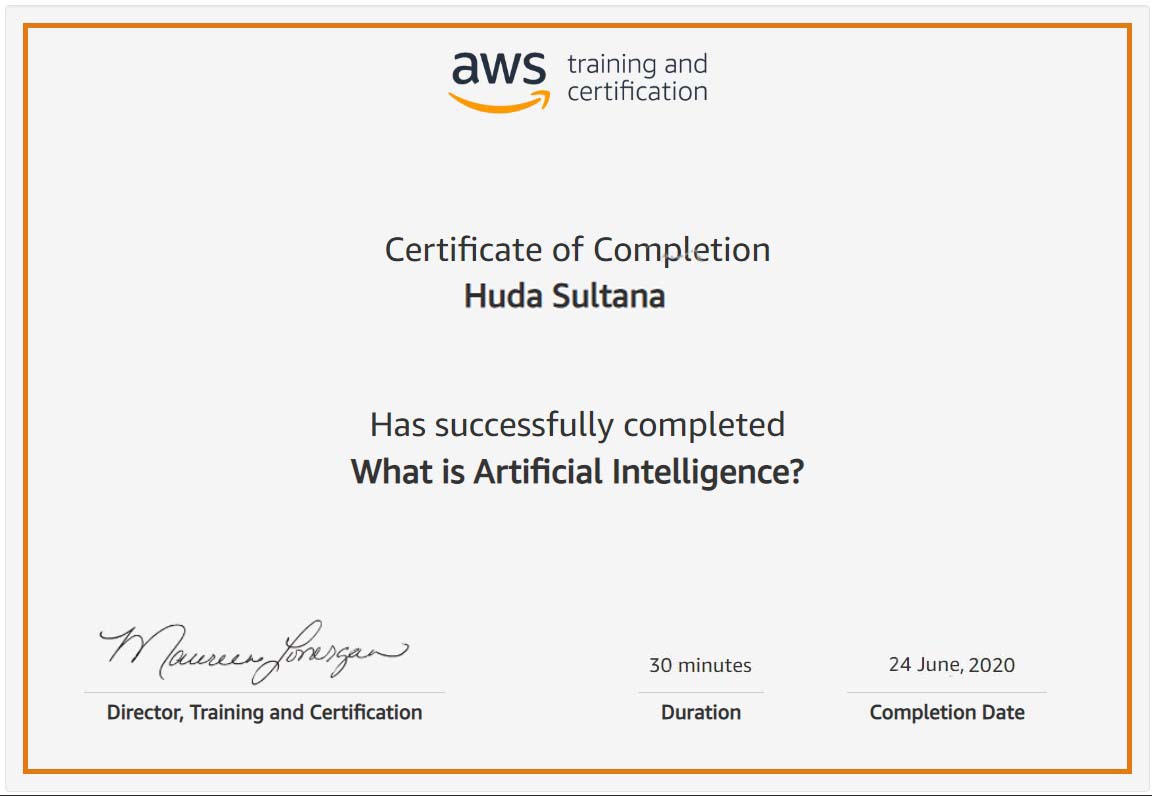 aws training and
certification
Certificate of Completion
Huda Sultana
Has successfully completed
What is Artificial Intelligence?
Maureen Lonergan
Director, Training and Certification
30 minutes
Duration
24 June, 2020
Completion Date